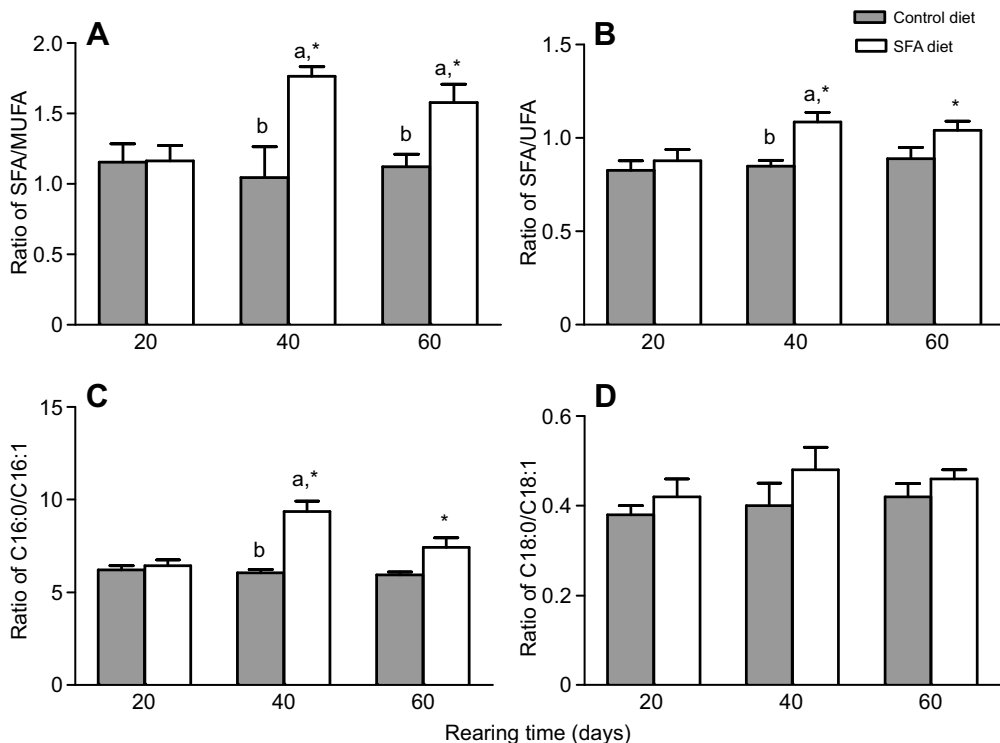 A
Ratio of SFA/MUFA
2.0
1.5
1.0
0.5
0
b
a,*
b
a,*
20
40
60
B
Control diet
SFA diet
Ratio of SFA/UFA
1.5
1.0
0.5
0
b
a,*
*
20
40
60
C
Ratio of C16:0/C16:1
15
10
5
0
b
a,*
*
20
40
60
D
Ratio of C18:0/C18:1
0.6
0.4
0.2
0
20
40
60
Rearing time (days)